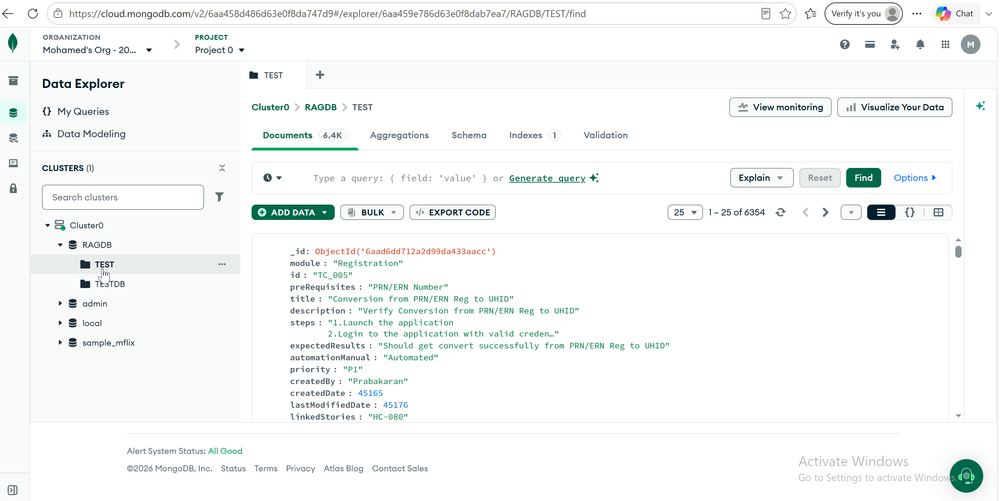 https://cloud.mongodb.com/v2/6aa458d486d63e0f8da747d9#/explorer/6aa459e786d63e0f8dab7ea7/RAGDB/TEST/find
Verify it's you
Chat
ORGANIZATION
Mohamed's Org - 20...
PROJECT
Project 0
M
Data Explorer
My Queries
Data Modeling
CLUSTERS (1)
Search clusters
Cluster0
RAGDB
TEST
TESTDB
admin
local
sample_mflix
TEST
Cluster0 > RAGDB > TEST
View monitoring
Visualize Your Data
Documents 6.4K
Aggregations
Schema
Indexes 1
Validation
Type a query: { field: 'value' } or Generate query
Explain
Reset
Find
Options
ADD DATA
BULK
EXPORT CODE
25
1 – 25 of 6354
_id: ObjectId('6aad6dd712a2d99da433aacc')
module : "Registration"
id : "TC_005"
preRequisites : "PRN/ERN Number"
title : "Conversion from PRN/ERN Reg to UHID"
description : "Verify Conversion from PRN/ERN Reg to UHID"
steps : "1.Launch the application
2.Login to the application with valid creden…"
expectedResults : "Should get convert successfully from PRN/ERN Reg to UHID"
automationManual : "Automated"
priority : "P1"
createdBy : "Prabakaran"
createdDate : 45165
lastModifiedDate : 45176
linkedStories : "HC-080"
Alert System Status: All Good
©2026 MongoDB, Inc. Status Terms Privacy Atlas Blog Contact Sales
Activate Windows
Go to Settings to activate Windows.